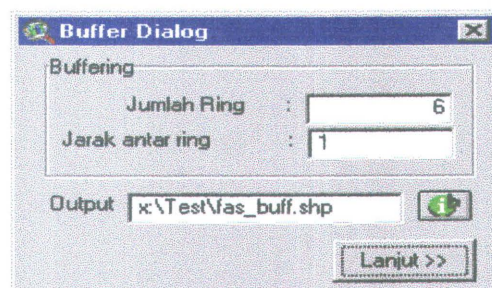 Buffer Dialog
Buffering
Jumlah Ring : 6
Jarak antar ring : 1
Output x:\Test\fas_buff.shp
Lanjut >>